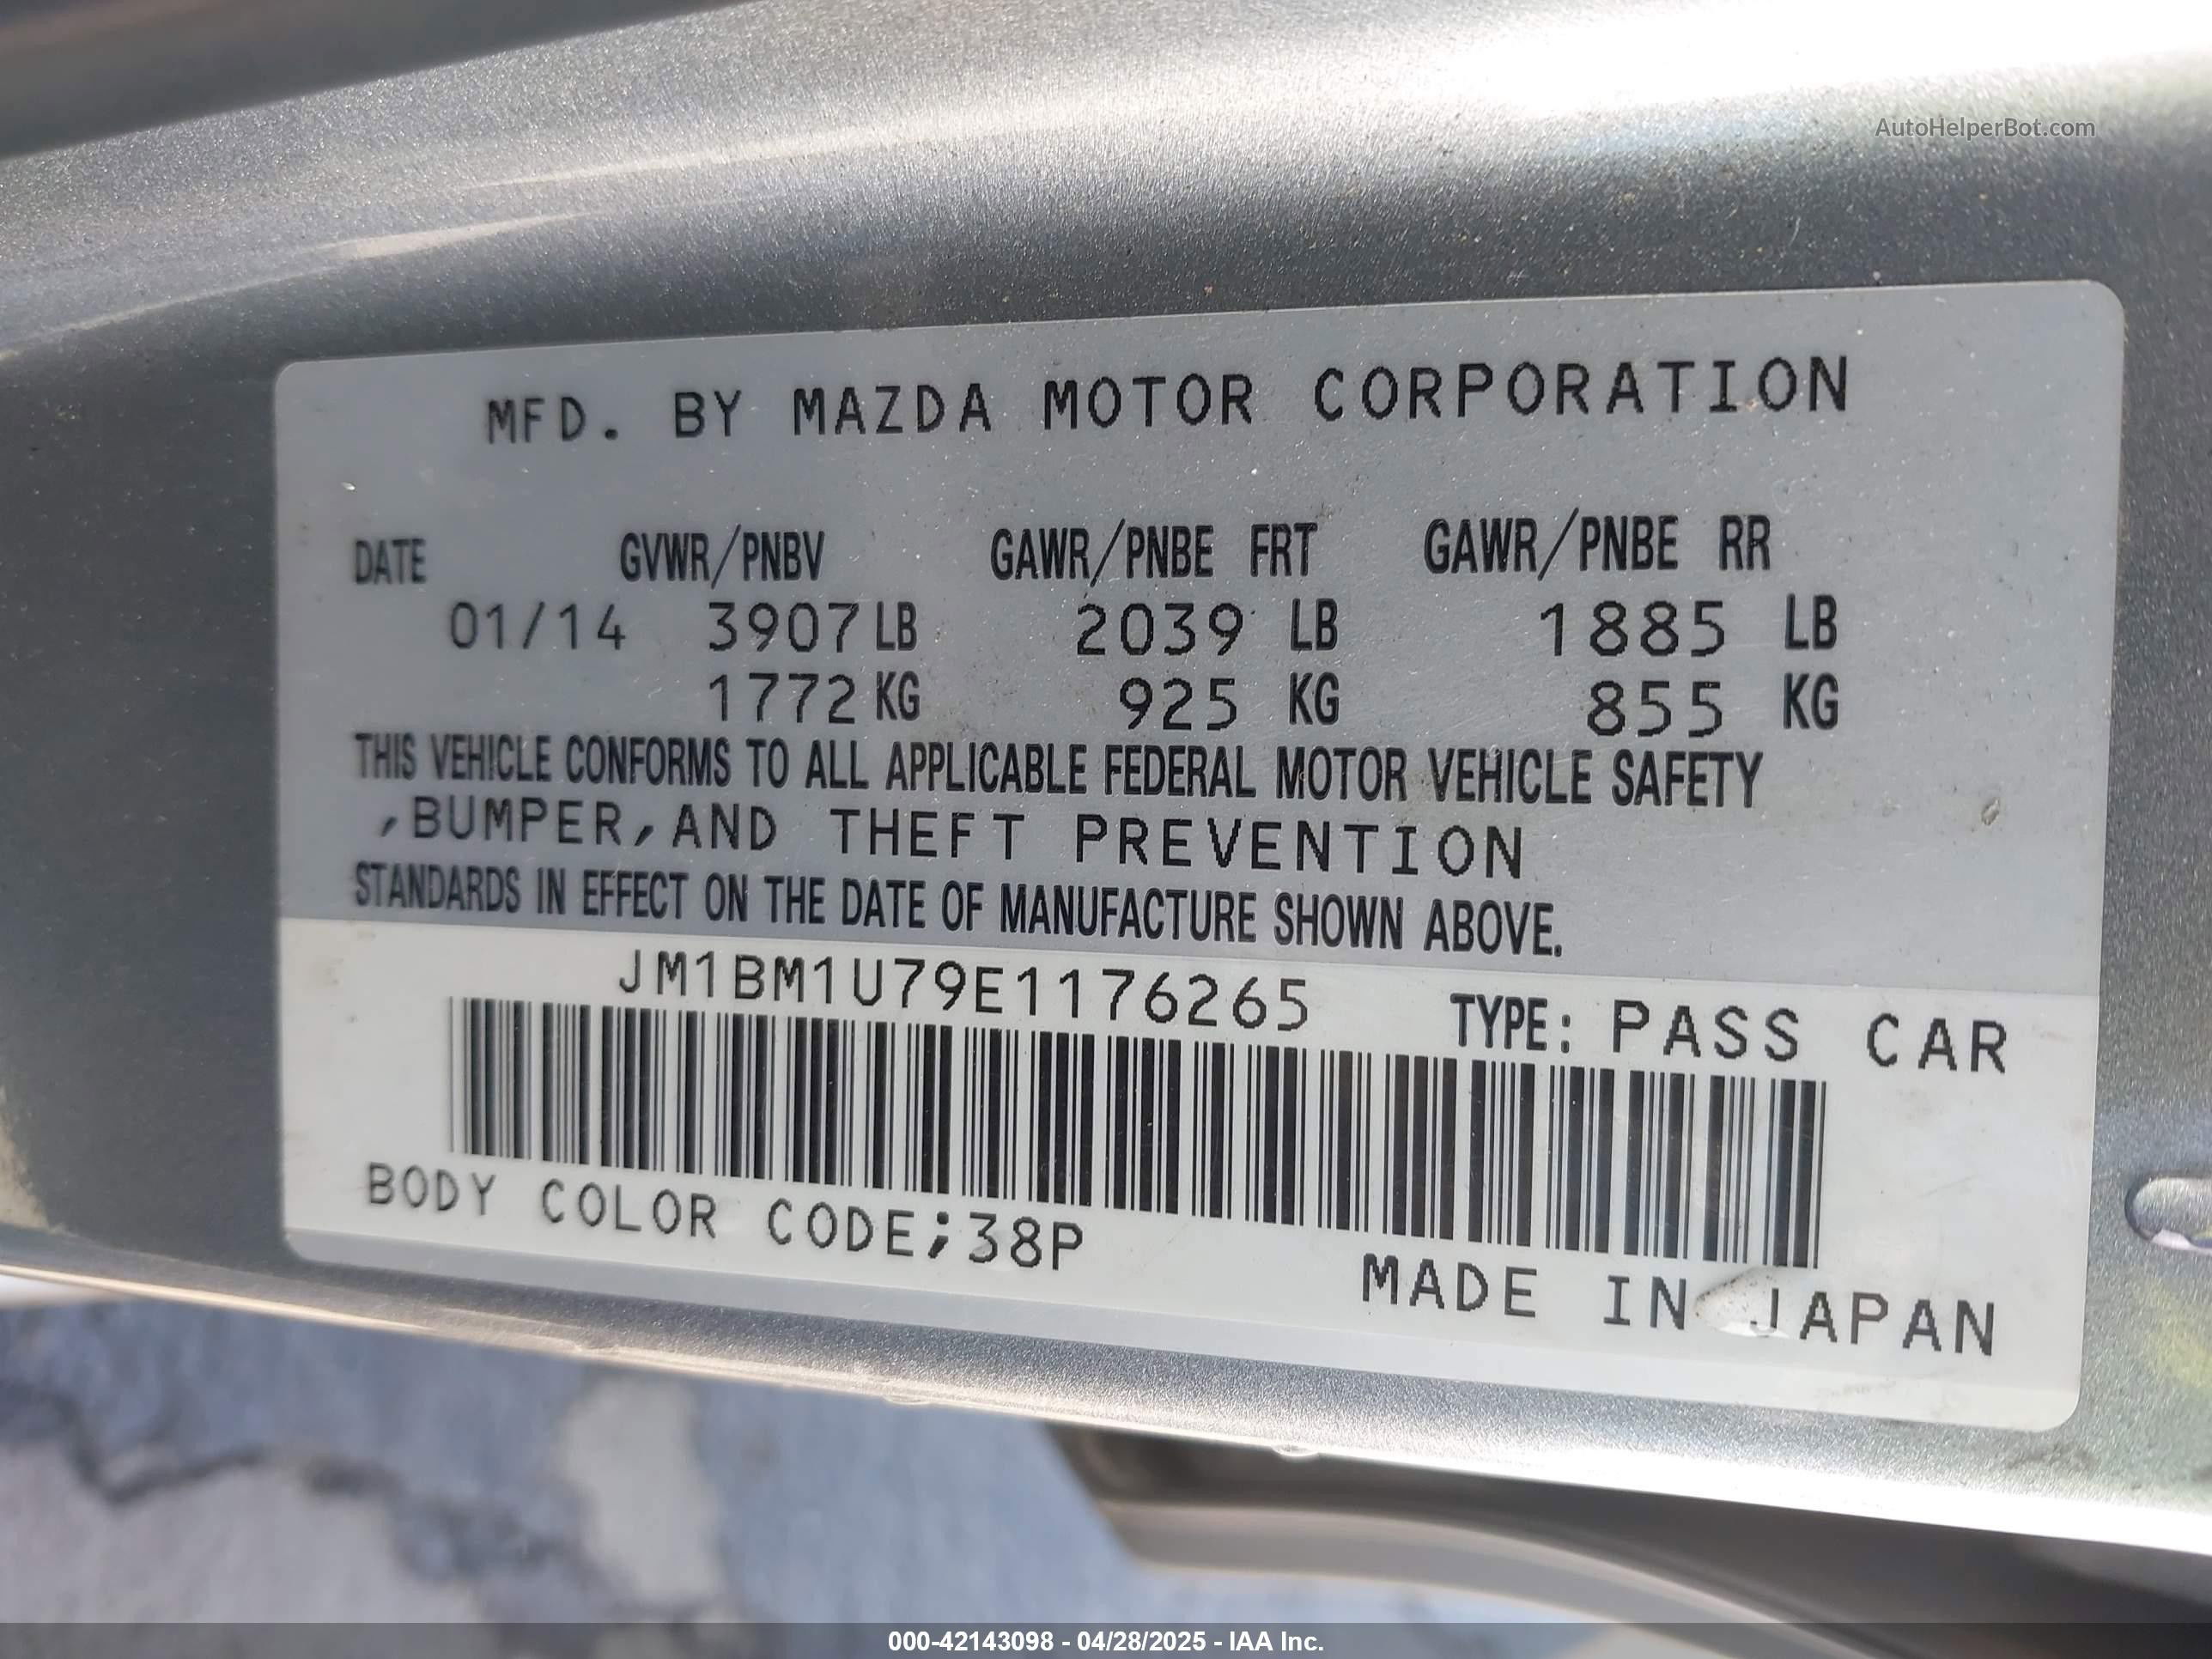 AutoHelperBot.com
MFD. BY MAZDA MOTOR CORPORATION
DATE GVWR/PNBV GAWR/PNBE FRT GAWR/PNBE RR
01/14 3907 LB 2039 LB 1885 LB
1772 KG 925 KG 855 KG
THIS VEHICLE CONFORMS TO ALL APPLICABLE FEDERAL MOTOR VEHICLE SAFETY
,BUMPER,AND THEFT PREVENTION
STANDARDS IN EFFECT ON THE DATE OF MANUFACTURE SHOWN ABOVE.
JM1BM1U79E1176265 TYPE: PASS CAR
BODY COLOR CODE;38P
MADE IN JAPAN
000-42143098 - 04/28/2025 - IAA Inc.